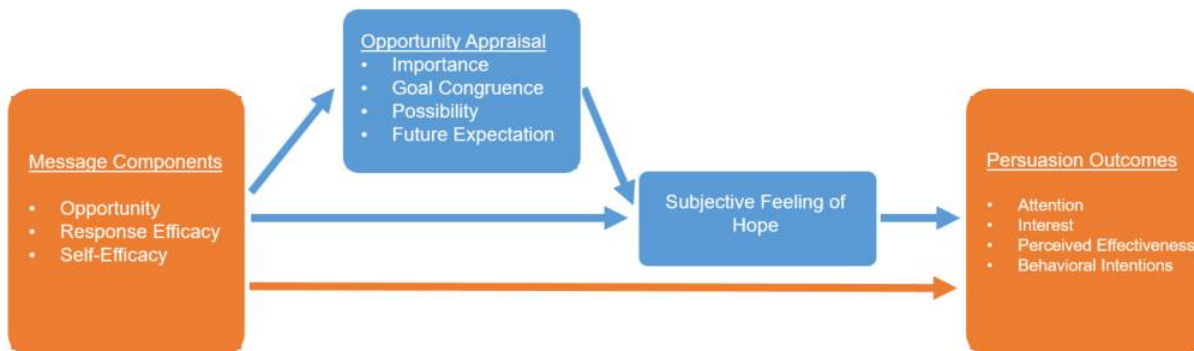 Message Components
• Opportunity
• Response Efficacy
• Self-Efficacy
Opportunity Appraisal
• Importance
• Goal Congruence
• Possibility
• Future Expectation
Subjective Feeling of
Hope
Persuasion Outcomes
• Attention
• Interest
• Perceived Effectiveness
• Behavioral Intentions